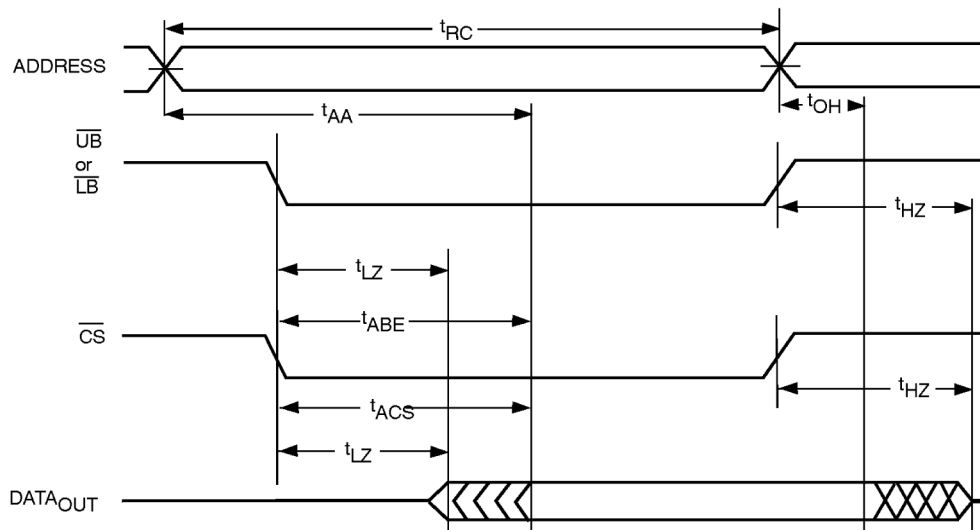 tRC
ADDRESS
tAA
tOH
UB
or
LB
tHZ
tLZ
tABE
CS
tHZ
tACS
tLZ
DATAOUT